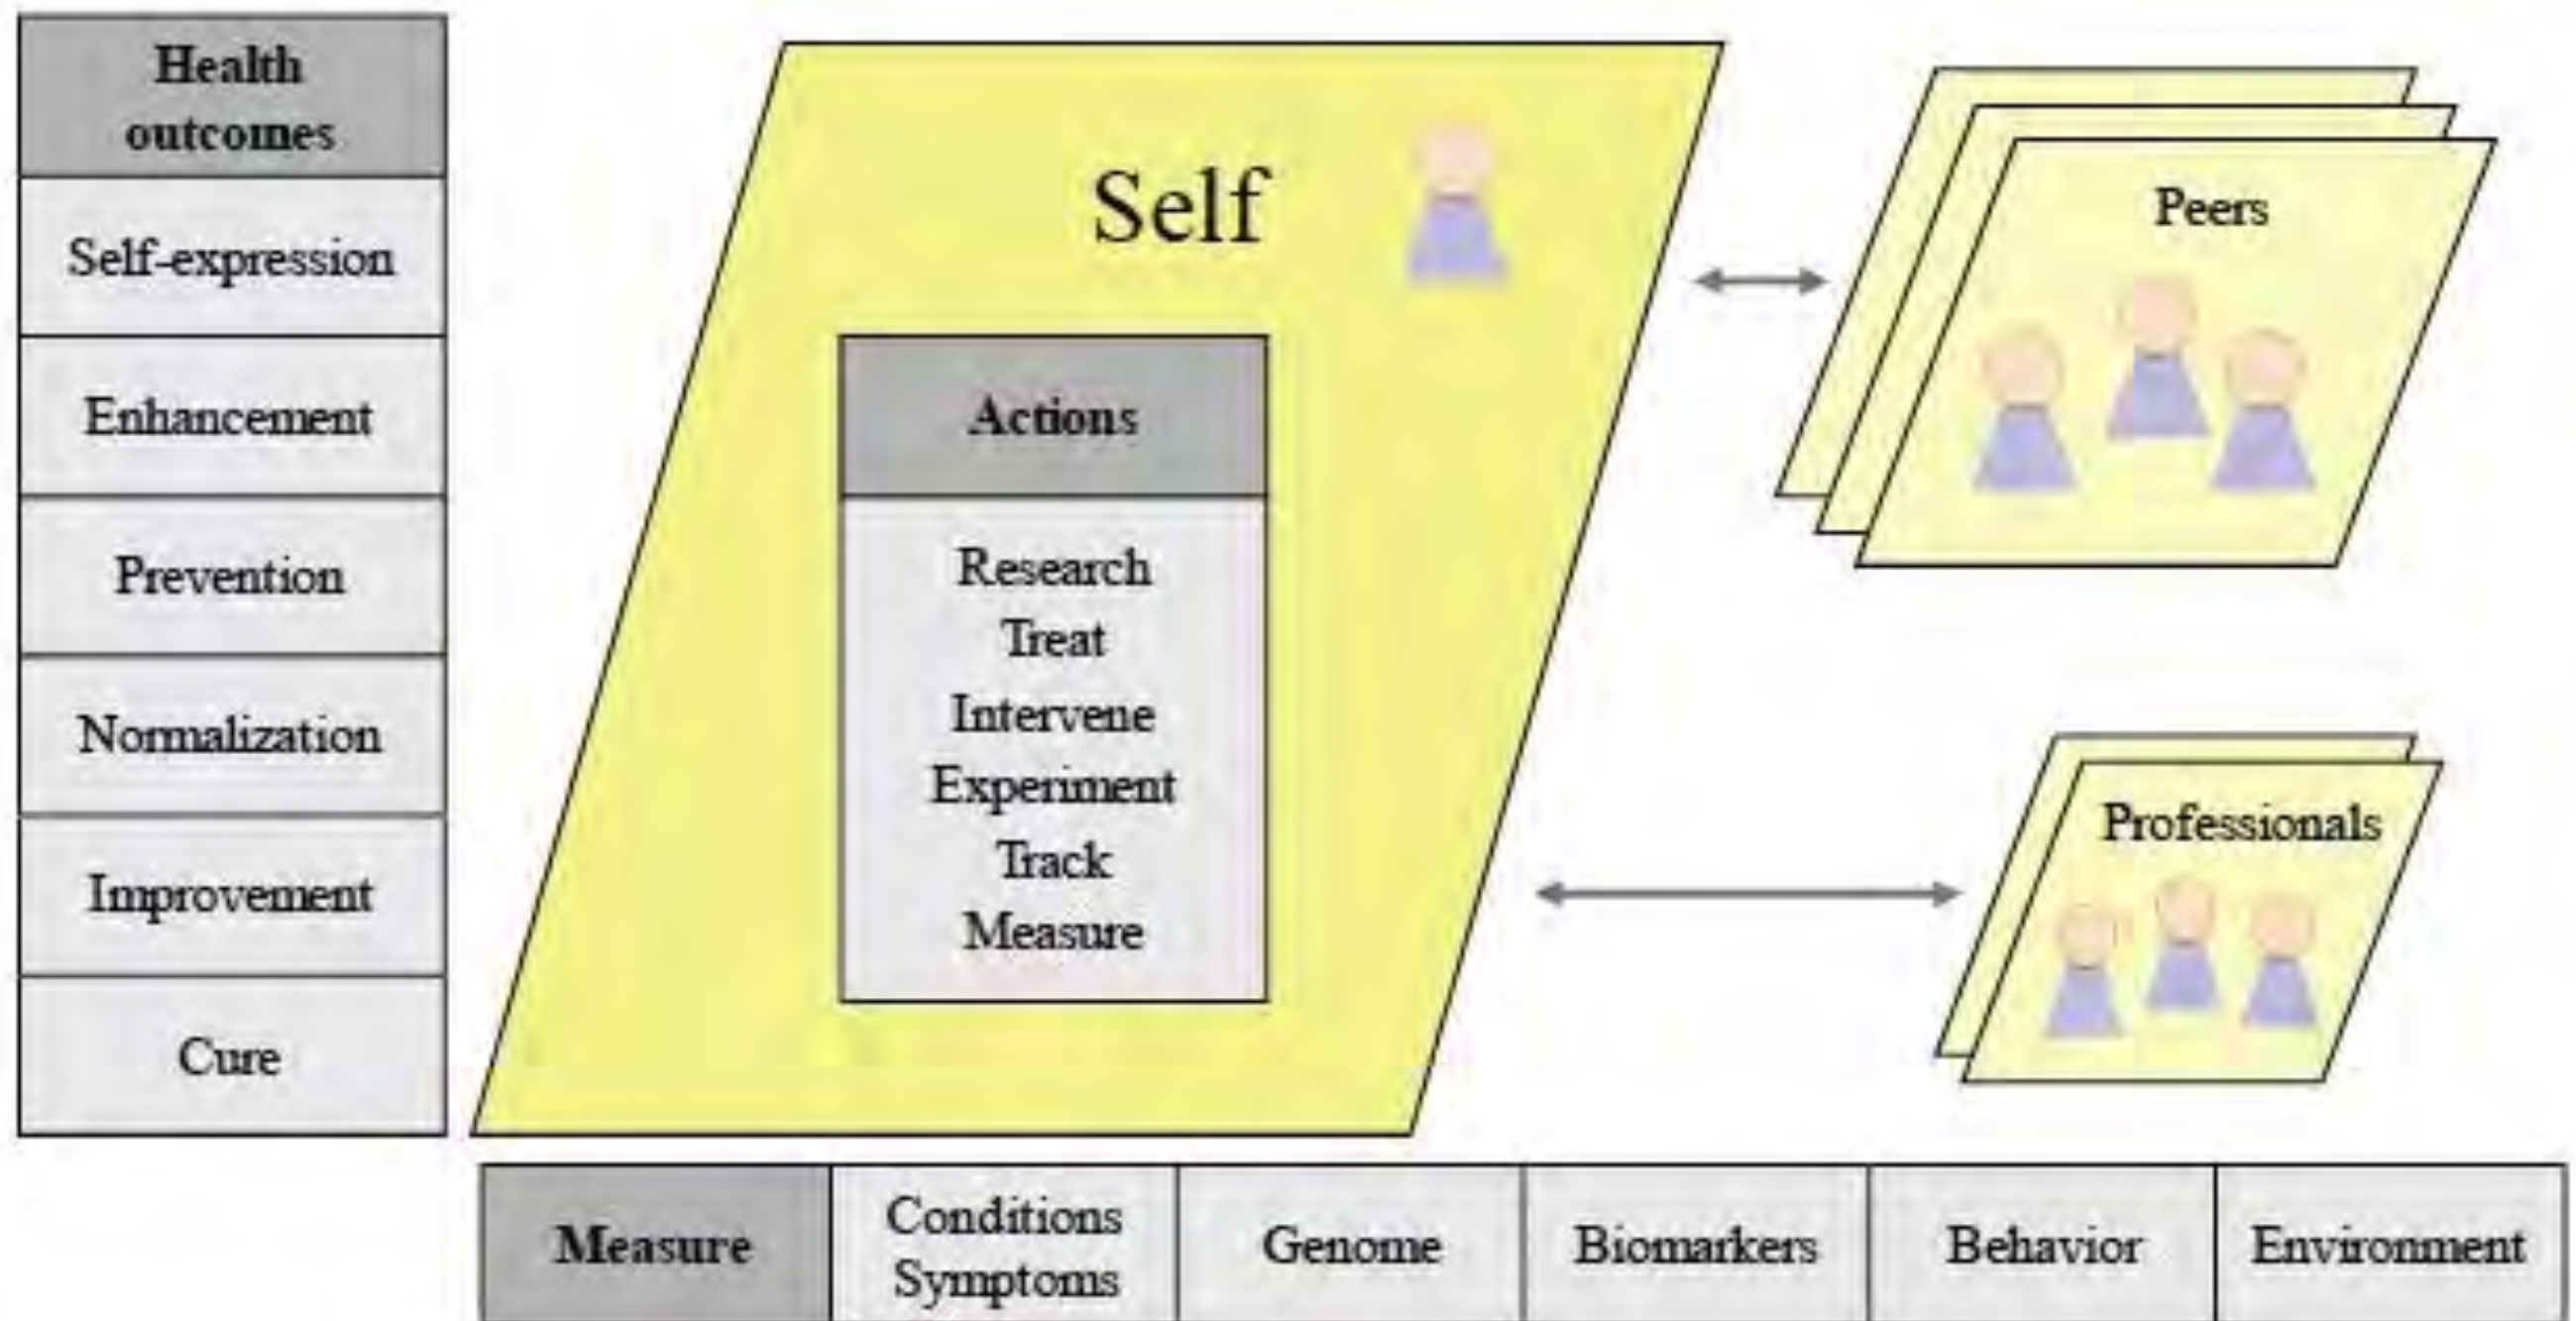 Health
outcomes
Self-expression
Enhancement
Prevention
Normalization
Improvement
Cure
Self
Actions
Research
Treat
Intervene
Experiment
Track
Measure
Peers
Professionals
Measure
Conditions
Symptoms
Genome
Biomarkers
Behavior
Environment